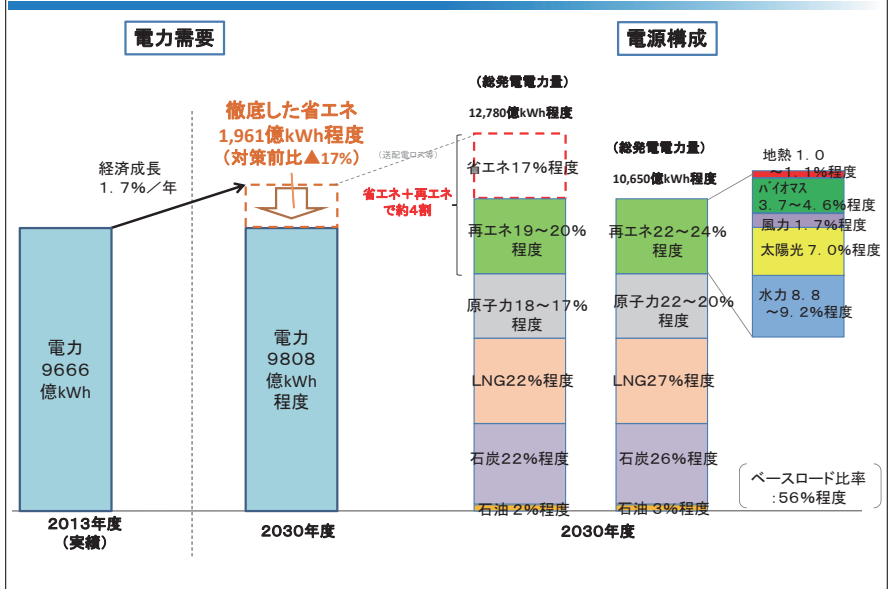 電力需要
電源構成
徹底した省エネ
1,961億kWh程度
(対策前比▲17%)
経済成長
1.7%/年
電力
9666
億kWh
電力
9808
億kWh
程度
2013年度
(実績)
2030年度
(総発電電力量)
12,780億kWh程度
(送配電ロス等)
省エネ17%程度
省エネ+再エネ
で約4割
再エネ19~20%
程度
原子力18~17%
程度
LNG22%程度
石炭22%程度
石油2%程度
(総発電電力量)
10,650億kWh程度
再エネ22~24%
程度
原子力22~20%
程度
LNG27%程度
石炭26%程度
石油3%程度
2030年度
地熱1.0
~1.1%程度
バイオマス
3.7~4.6%程度
風力1.7%程度
太陽光7.0%程度
水力8.8
~9.2%程度
ベースロード比率
:56%程度